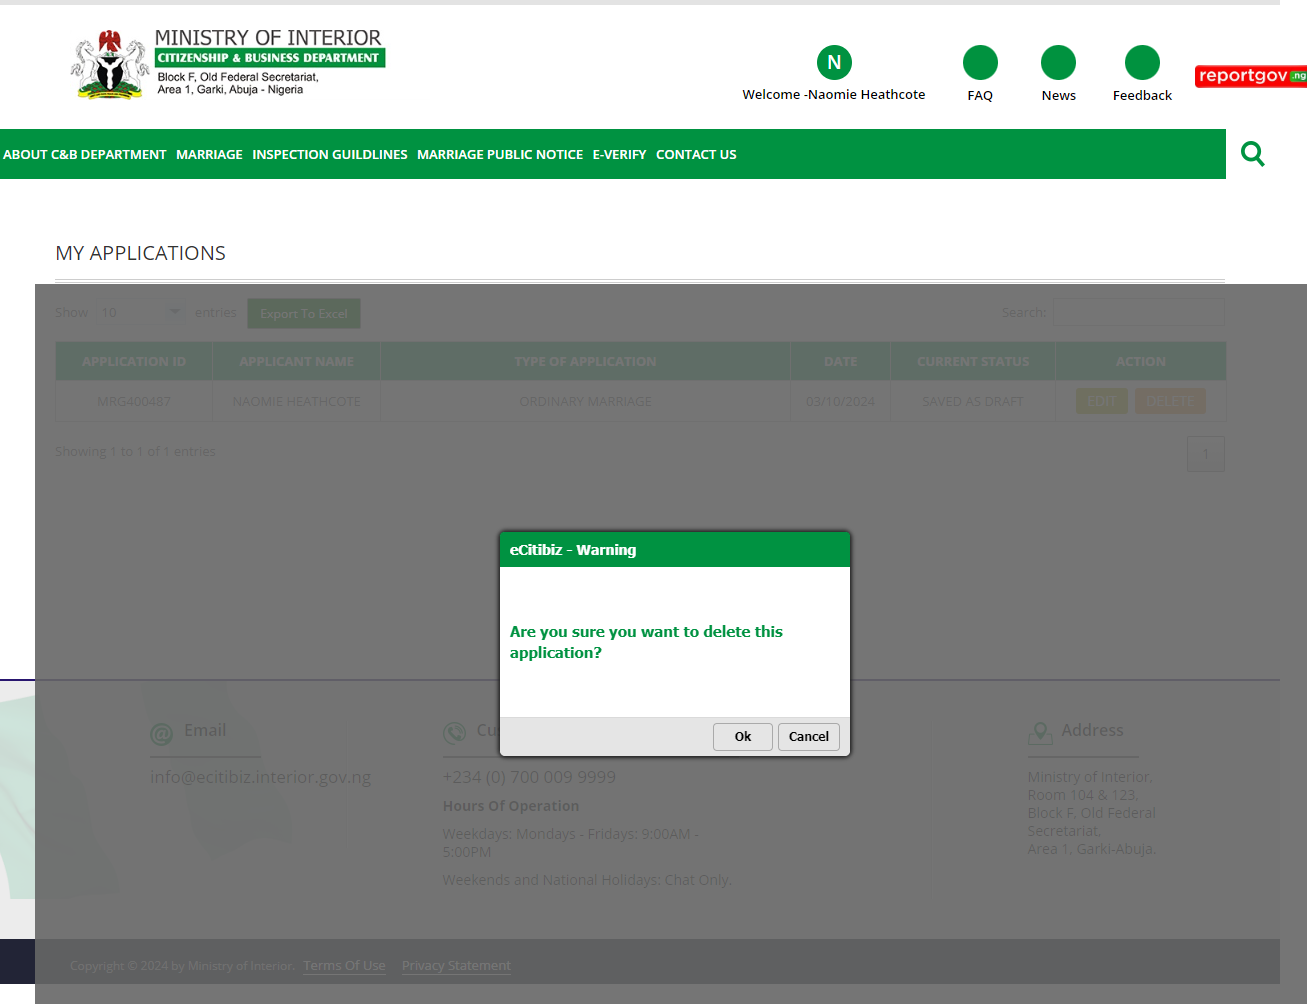 MINISTRY OF INTERIOR
CITIZENSHIP & BUSINESS DEPARTMENT
Block F, Old Federal Secretariat,
Area 1, Garki, Abuja - Nigeria
N
Welcome -Naomie Heathcote
FAQ
News
Feedback
reportgov.ng
ABOUT C&B DEPARTMENT MARRIAGE INSPECTION GUILDLINES MARRIAGE PUBLIC NOTICE E-VERIFY CONTACT US
MY APPLICATIONS
Show 10 entries Export To Excel Search:
APPLICATION ID APPLICANT NAME TYPE OF APPLICATION DATE CURRENT STATUS ACTION
MRG400487 NAOMIE HEATHCOTE ORDINARY MARRIAGE 03/10/2024 SAVED AS DRAFT EDIT DELETE
Showing 1 to 1 of 1 entries 1
eCitibiz - Warning
Are you sure you want to delete this
application?
Ok Cancel
Email
info@ecitibiz.interior.gov.ng
+234 (0) 700 009 9999
Hours Of Operation
Weekdays: Mondays - Fridays: 9:00AM -
5:00PM
Weekends and National Holidays: Chat Only.
Address
Ministry of Interior.
Room 104 & 123.
Block F, Old Federal
Secretariat.
Area 1, Garki-Abuja.
Copyright © 2024 by Ministry of Interior. Terms Of Use Privacy Statement